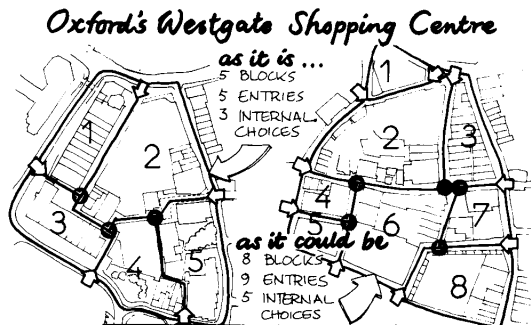 Oxford's Westgate Shopping Centre
as it is ...
5 BLOCKS
5 ENTRIES
3 INTERNAL
CHOICES
1
2
3
4
5
as it could be
8 BLOCKS
9 ENTRIES
5 INTERNAL
CHOICES
1
2
3
4
5
6
7
8